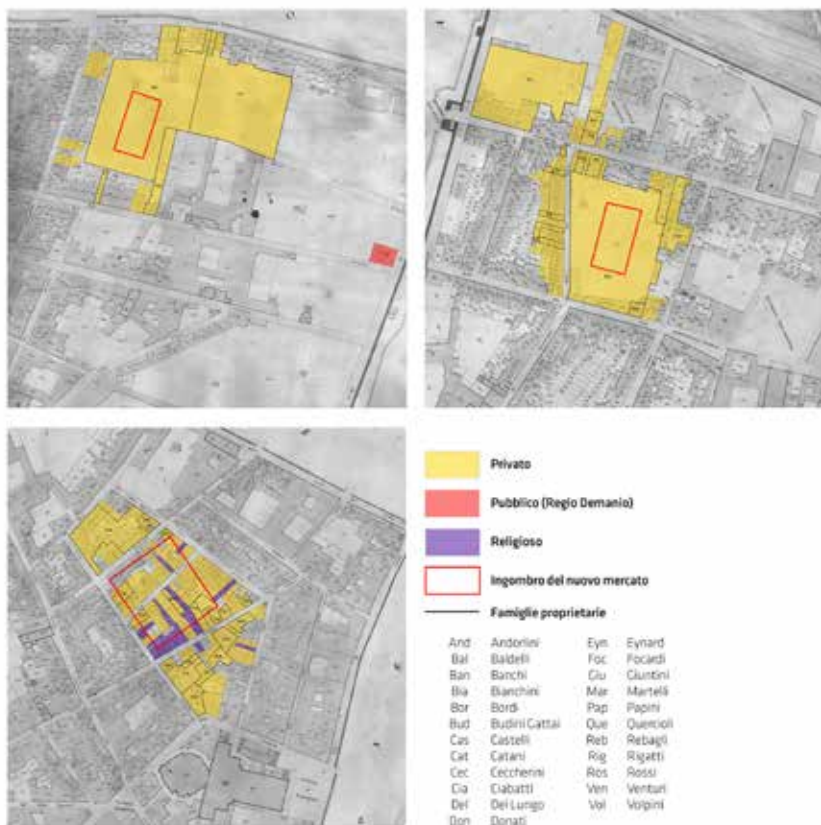 Privato
Pubblico (Regio Demanio)
Religioso
Ingombro del nuovo mercato
Famiglie proprietarie
And Andorlini Eyn Eynard
Bal Baldelli Foc Focardi
Ban Banchi Giu Giuntini
Bia Bianchini Mar Martelli
Bor Bordi Pap Papini
Bud Budini Gattai Que Quercioli
Cas Castelli Reb Rebagli
Cat Catani Rig Rigatti
Cec Ceccherini Ros Rossi
Cia Ciabatti Ven Venturi
Del Del Lungo Vol Volpini
Don Donati